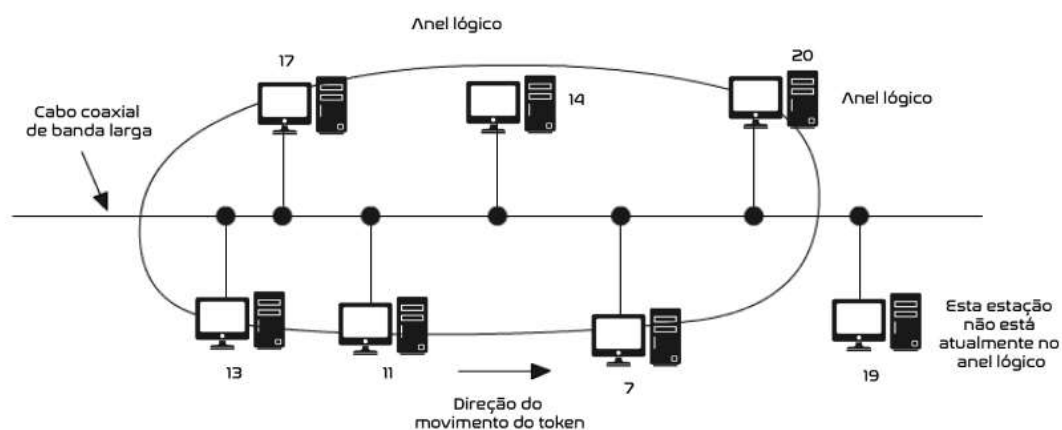 Anel lógico
17
20
14
Anel lógico
Cabo coaxial
de banda larga
13
11
7
19
Esta estação
não está
atualmente no
anel lógico
Direção do
movimento do token